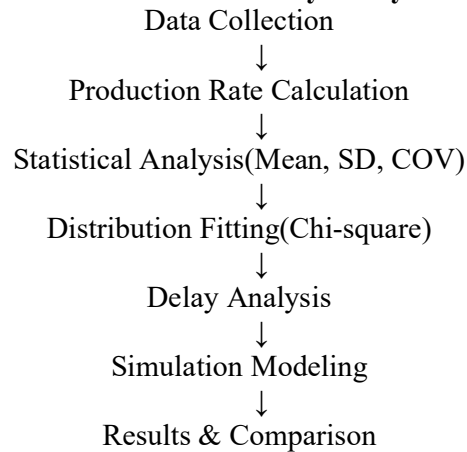 Data Collection
↓
Production Rate Calculation
↓
Statistical Analysis(Mean, SD, COV)
↓
Distribution Fitting(Chi-square)
↓
Delay Analysis
↓
Simulation Modeling
↓
Results & Comparison